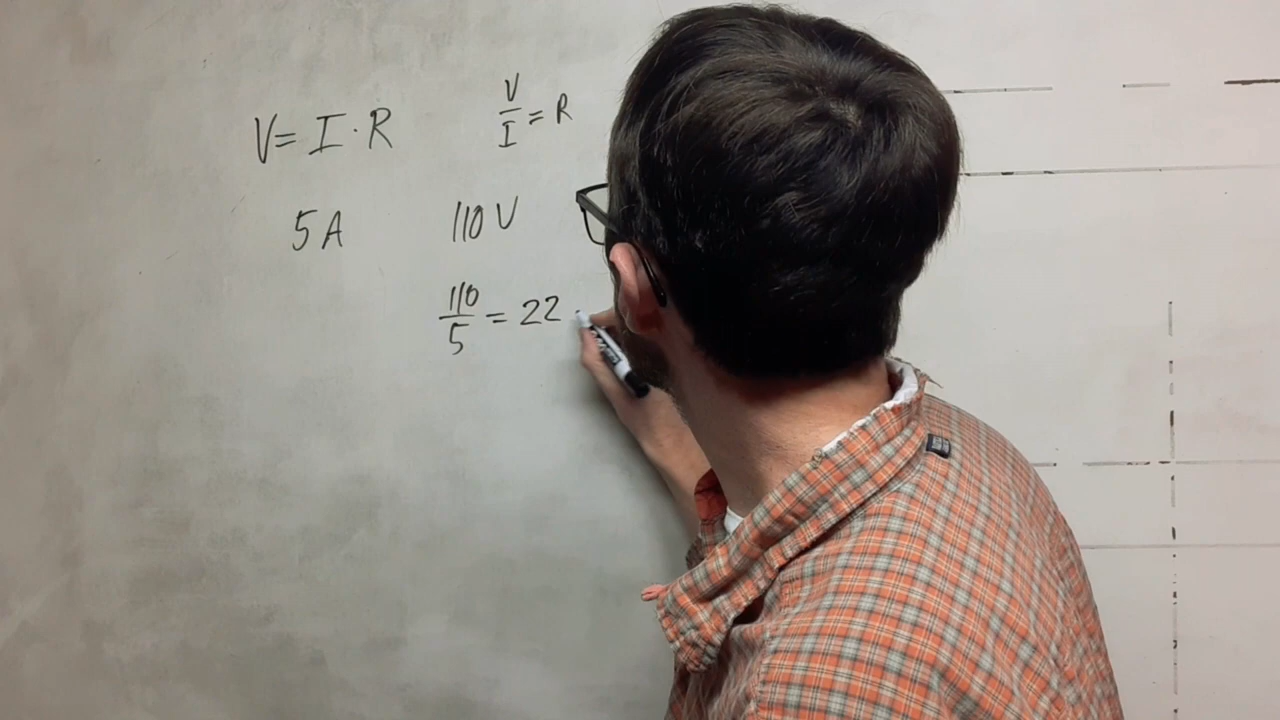 V = I · R
V/I = R
5 A
110 V
110/5 = 22